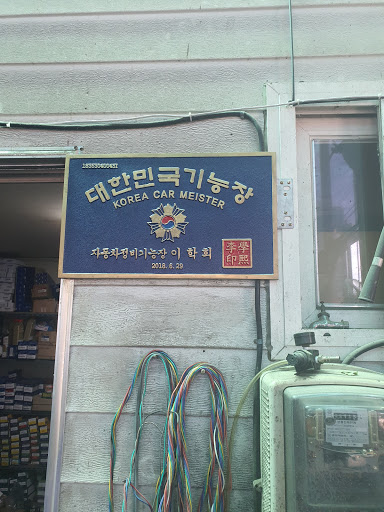 대한민국기능장
KOREA CAR MEISTER
자동차정비기능장 이학희
2018. 6. 29
李學
印熙